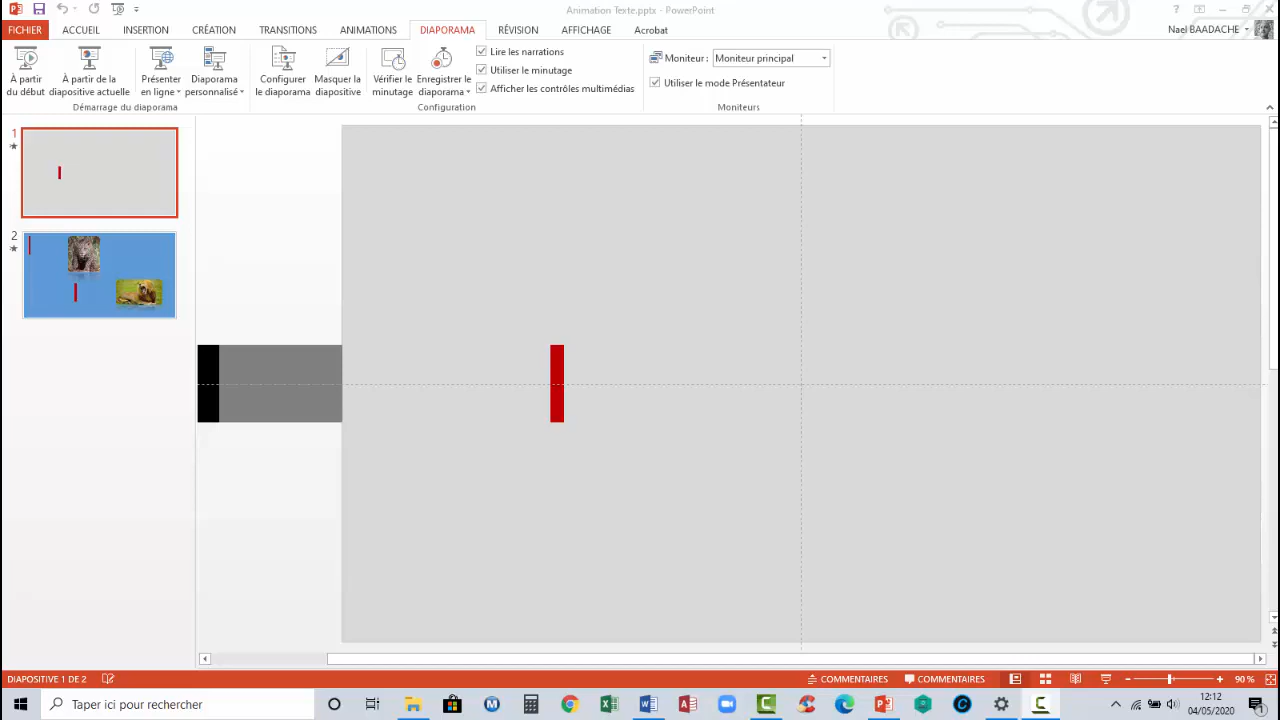 Animation Texte.pptx - PowerPoint
FICHIER ACCUEIL INSERTION CRÉATION TRANSITIONS ANIMATIONS DIAPORAMA RÉVISION AFFICHAGE Acrobat Nael BAADACHE
À partir du début
À partir de la diapositive actuelle
Présenter en ligne
Diaporama personnalisé
Démarrage du diaporama
Configurer le diaporama
Masquer la diapositive
Vérifier le minutage
Enregistrer le diaporama
Lire les narrations
Utiliser le minutage
Afficher les contrôles multimédias
Configuration
Moniteur : Moniteur principal
Utiliser le mode Présentateur
Moniteurs
1
2
DIAPOSITIVE 1 DE 2 COMMENTAIRES COMMENTAIRES 90 %
Taper ici pour rechercher
12:12
04/05/2020